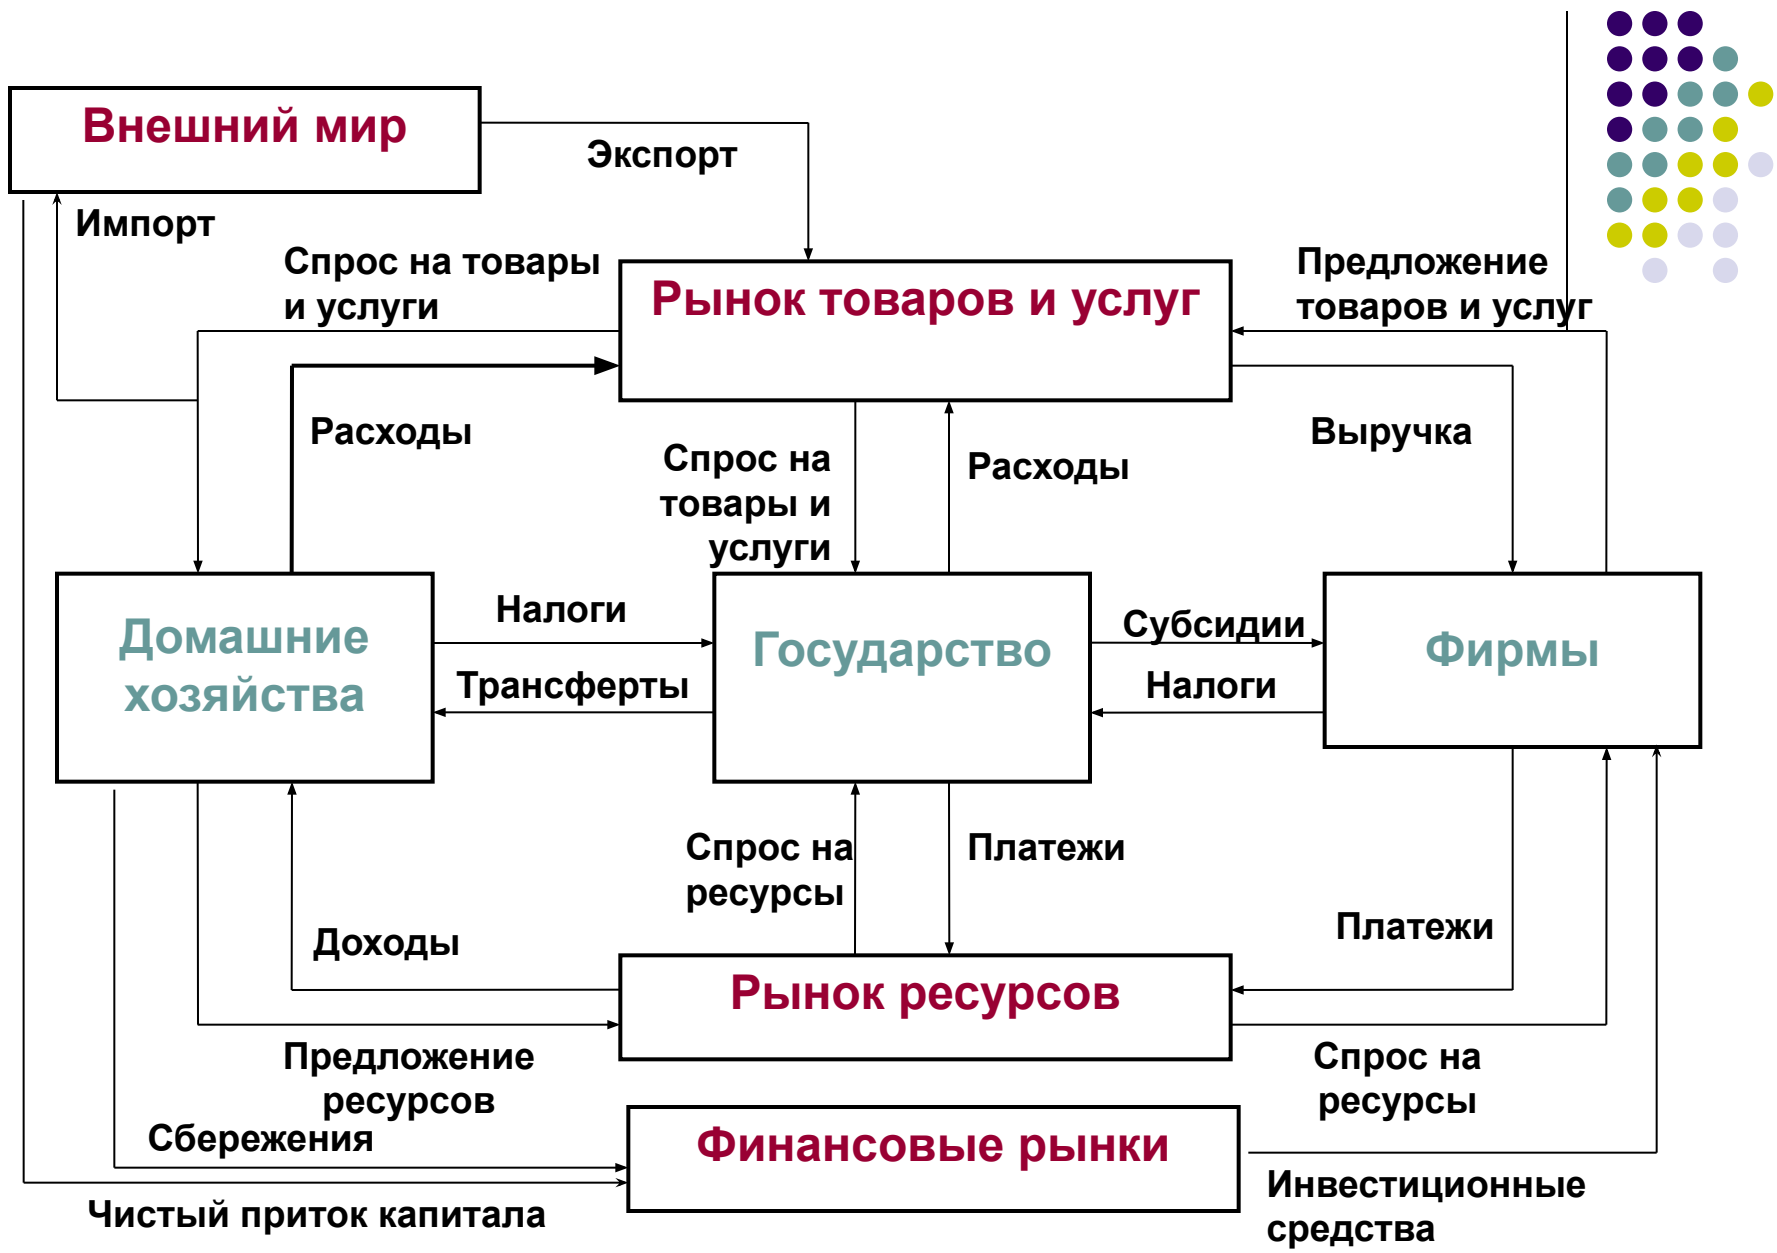 Внешний мир
Экспорт
Импорт
Спрос на товары
и услуги
Рынок товаров и услуг
Предложение
товаров и услуг
Расходы
Спрос на
товары и
услуги
Расходы
Выручка
Домашние
хозяйства
Налоги
Трансферты
Государство
Субсидии
Налоги
Фирмы
Спрос на
ресурсы
Платежи
Доходы
Платежи
Рынок ресурсов
Предложение
ресурсов
Спрос на
ресурсы
Сбережения
Финансовые рынки
Чистый приток капитала
Инвестиционные
средства